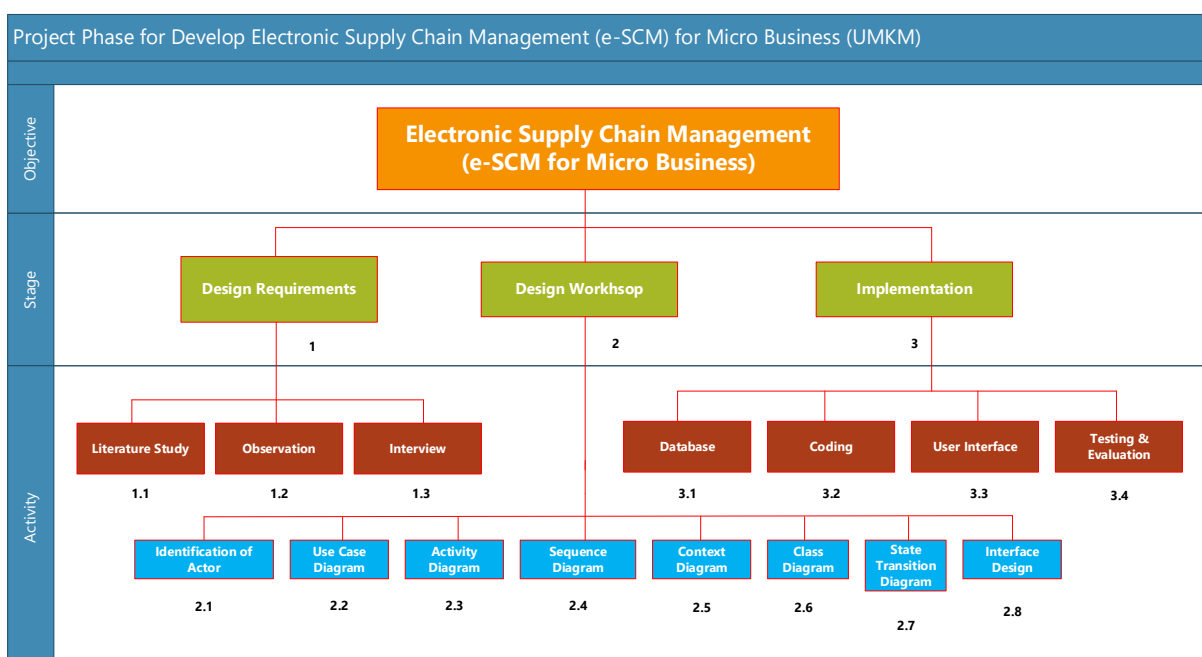 Project Phase for Develop Electronic Supply Chain Management (e-SCM) for Micro Business (UMKM)
Objective
Electronic Supply Chain Management
(e-SCM for Micro Business)
Stage
Design Requirements
Design Workhsop
Implementation
1
2
3
Activity
Literature Study
Observation
Interview
Database
Coding
User Interface
Testing &
Evaluation
1.1
1.2
1.3
3.1
3.2
3.3
3.4
Identification of
Actor
Use Case
Diagram
Activity
Diagram
Sequence
Diagram
Context
Diagram
Class
Diagram
State
Transition
Diagram
Interface
Design
2.1
2.2
2.3
2.4
2.5
2.6
2.7
2.8